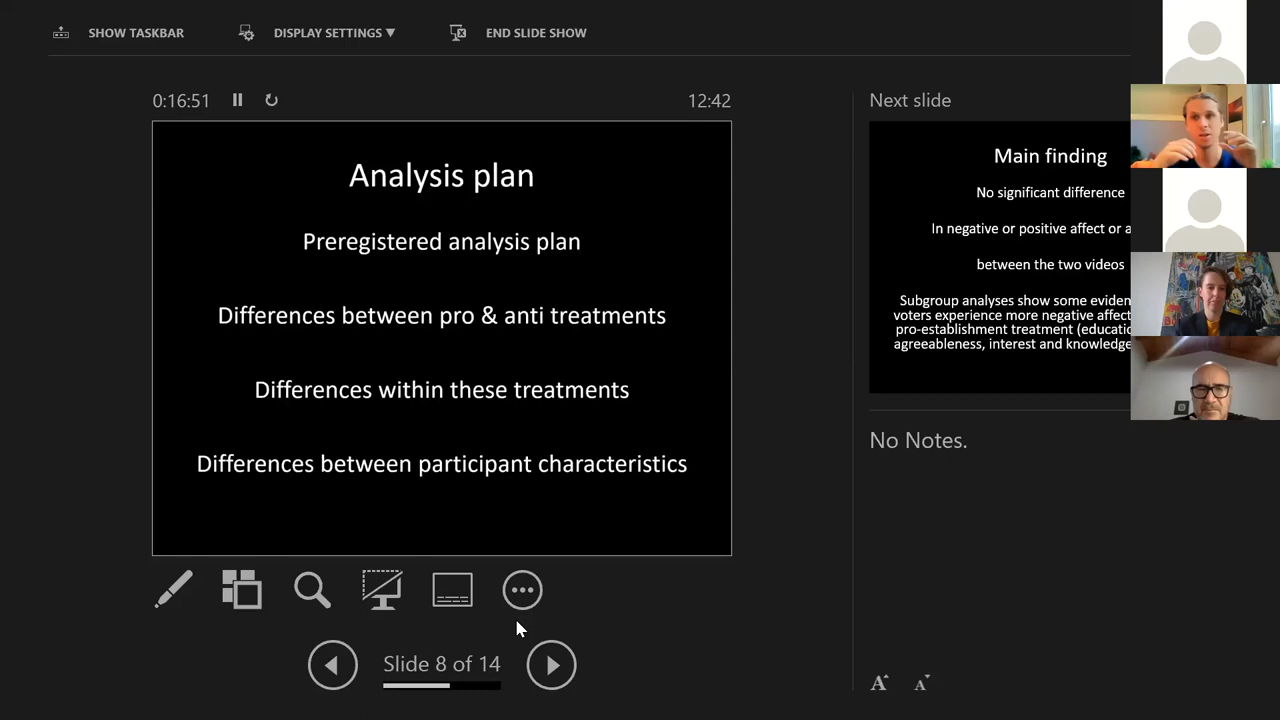 SHOW TASKBAR
DISPLAY SETTINGS ▼
END SLIDE SHOW
0:16:51
12:42
Analysis plan
Preregistered analysis plan
Differences between pro & anti treatments
Differences within these treatments
Differences between participant characteristics
Slide 8 of 14
Next slide
Main finding
No significant difference
In negative or positive affect or a
between the two videos
Subgroup analyses show some eviden
voters experience more negative affec
pro-establishment treatment (educatio
agreeableness, interest and knowledge
No Notes.
A A